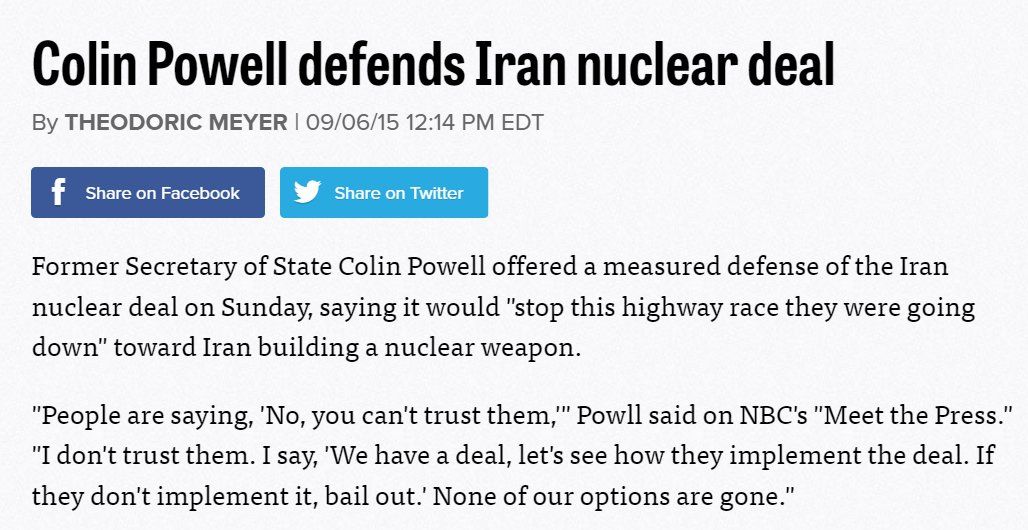 Colin Powell defends Iran nuclear deal
By THEODORIC MEYER | 09/06/15 12:14 PM EDT
Share on Facebook Share on Twitter
Former Secretary of State Colin Powell offered a measured defense of the Iran
nuclear deal on Sunday, saying it would "stop this highway race they were going
down" toward Iran building a nuclear weapon.
"People are saying, 'No, you can't trust them,'" Powll said on NBC's "Meet the Press."
"I don't trust them. I say, 'We have a deal, let's see how they implement the deal. If
they don't implement it, bail out.' None of our options are gone."